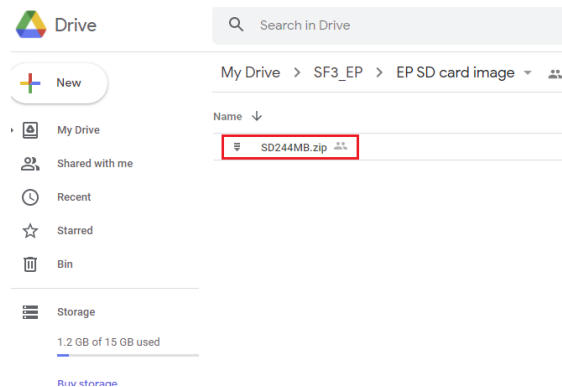 Drive
Search in Drive
New
My Drive > SF3_EP > EP SD card image
Name
SD244MB.zip
My Drive
Shared with me
Recent
Starred
Bin
Storage
1.2 GB of 15 GB used
Buy storage